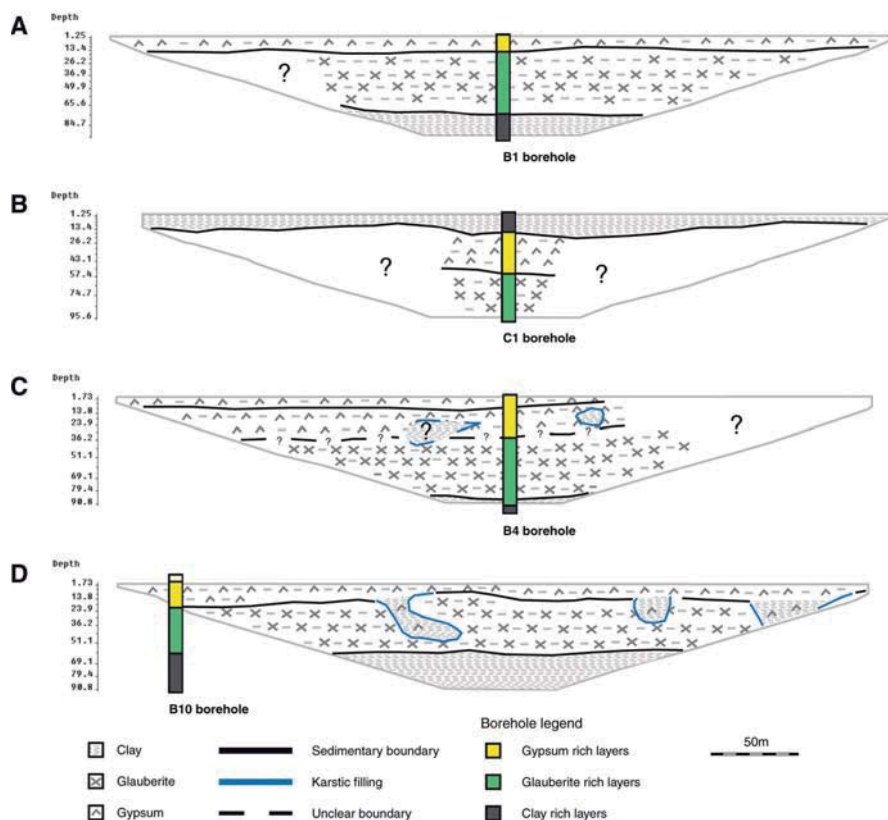 A
Depth
1.25
13.4
26.2
36.9
49.9
65.6
84.7
?
B1 borehole
B
Depth
1.25
13.4
26.2
43.1
57.4
74.7
95.6
? ?
C1 borehole
C
Depth
1.73
13.8
23.9
36.2
51.1
69.1
79.4
90.8
? ?
? ? ? ? ?
B4 borehole
D
Depth
1.73
13.8
23.9
36.2
51.1
69.1
79.4
90.8
B10 borehole
Borehole legend
Clay Sedimentary boundary Gypsum rich layers 50m
Glauberite Karstic filling Glauberite rich layers
Gypsum Unclear boundary Clay rich layers